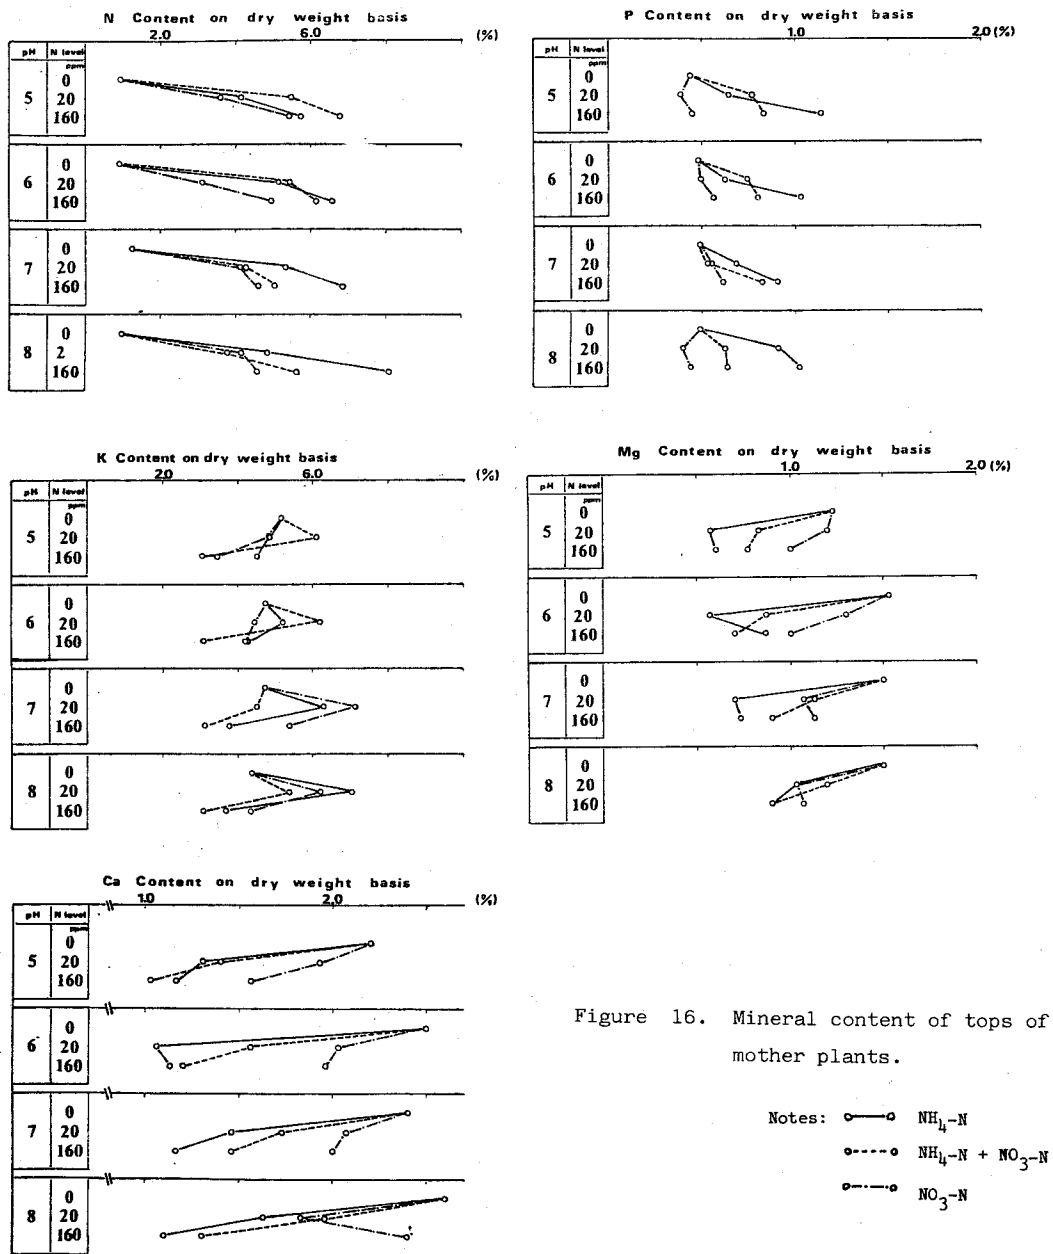 N Content on dry weight basis
2.0 6.0 (%)
pH N level
ppm
0
5 20
160
0
6 20
160
0
7 20
160
0
8 2
160
P Content on dry weight basis
1.0 2.0 (%)
pH N level
ppm
0
5 20
160
0
6 20
160
0
7 20
160
0
8 20
160
K Content on dry weight basis
2.0 6.0 (%)
pH N level
ppm
0
5 20
160
0
6 20
160
0
7 20
160
0
8 20
160
Mg Content on dry weight basis
1.0 2.0 (%)
pH N level
ppm
0
5 20
160
0
6 20
160
0
7 20
160
0
8 20
160
Ca Content on dry weight basis
1.0 2.0 (%)
pH N level
ppm
0
5 20
160
0
6 20
160
0
7 20
160
0
8 20
160
Figure 16. Mineral content of tops of
mother plants.
Notes: NH4-N
NH4-N + NO3-N
NO3-N